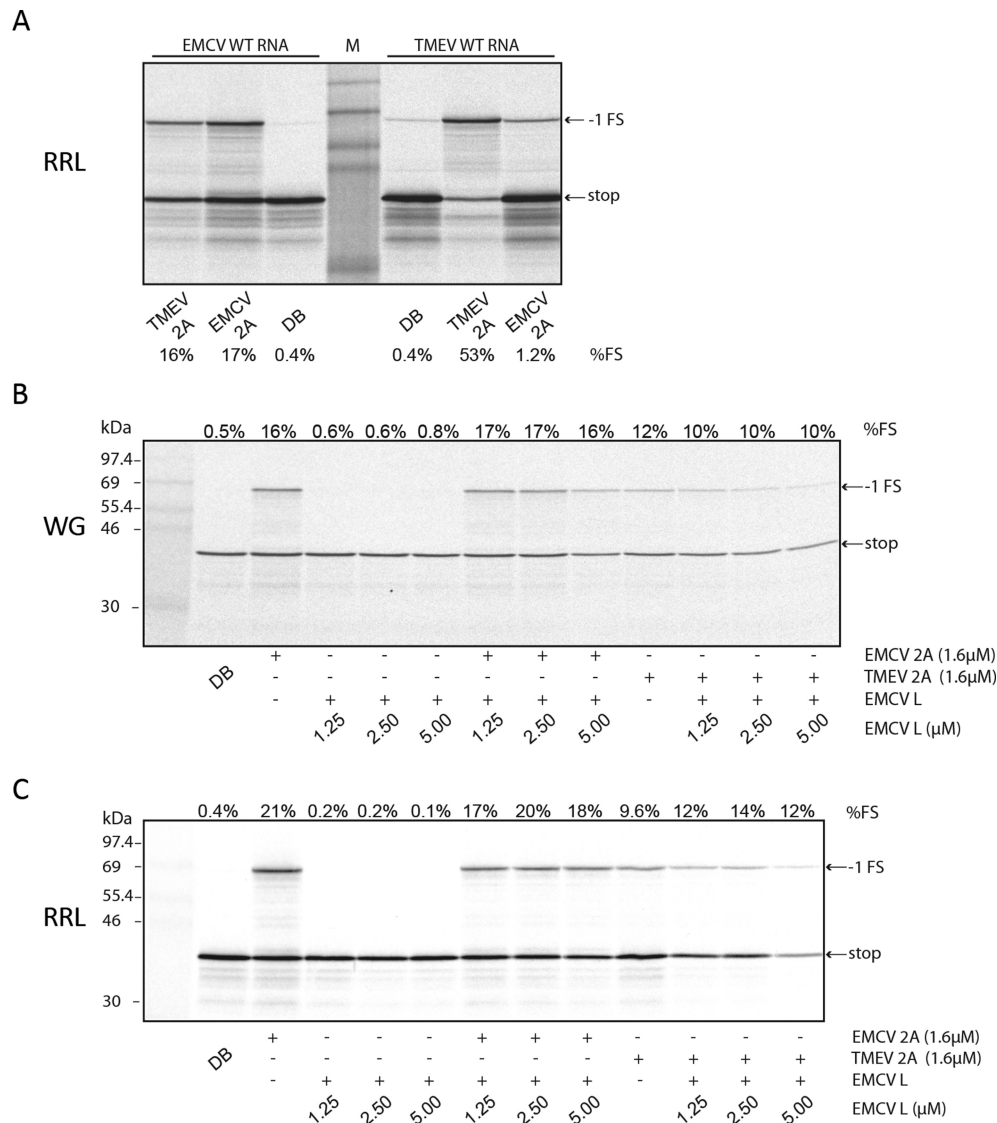 A
EMCV WT RNA M TMEV WT RNA
RRL
←-1 FS
←stop
TMEV 2A EMCV 2A DB DB TMEV 2A EMCV 2A
16% 17% 0.4% 0.4% 53% 1.2% %FS
B
kDa 0.5% 16% 0.6% 0.6% 0.8% 17% 17% 16% 12% 10% 10% 10% %FS
97.4
69
←-1 FS
55.4
46
WG
←stop
30
DB + - - - + + + - - - - EMCV 2A (1.6μM)
- - - - - - - + + + + TMEV 2A (1.6μM)
- + + + + + + - + + + EMCV L
1.25 2.50 5.00 1.25 2.50 5.00 1.25 2.50 5.00 EMCV L (μM)
C
kDa 0.4% 21% 0.2% 0.2% 0.1% 17% 20% 18% 9.6% 12% 14% 12% %FS
97.4
69
←-1 FS
55.4
46
RRL
←stop
30
DB + - - - + + + - - - - EMCV 2A (1.6μM)
- - - - - - - + + + + TMEV 2A (1.6μM)
- + + + + + + - + + + EMCV L
1.25 2.50 5.00 1.25 2.50 5.00 1.25 2.50 5.00 EMCV L (μM)